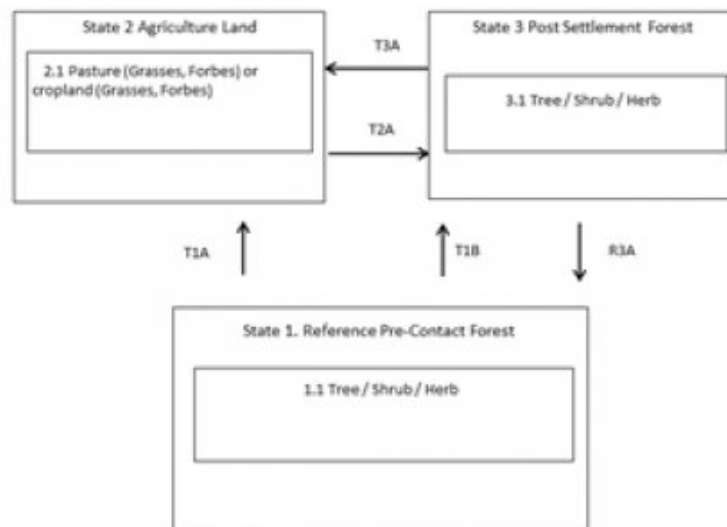 State 2 Agriculture Land
2.1 Pasture (Grasses, Forbes) or
cropland (Grasses, Forbes)
T3A
T2A
State 3 Post Settlement Forest
3.1 Tree / Shrub / Herb
T1A
T1B
R3A
State 1. Reference Pre-Contact Forest
1.1 Tree / Shrub / Herb